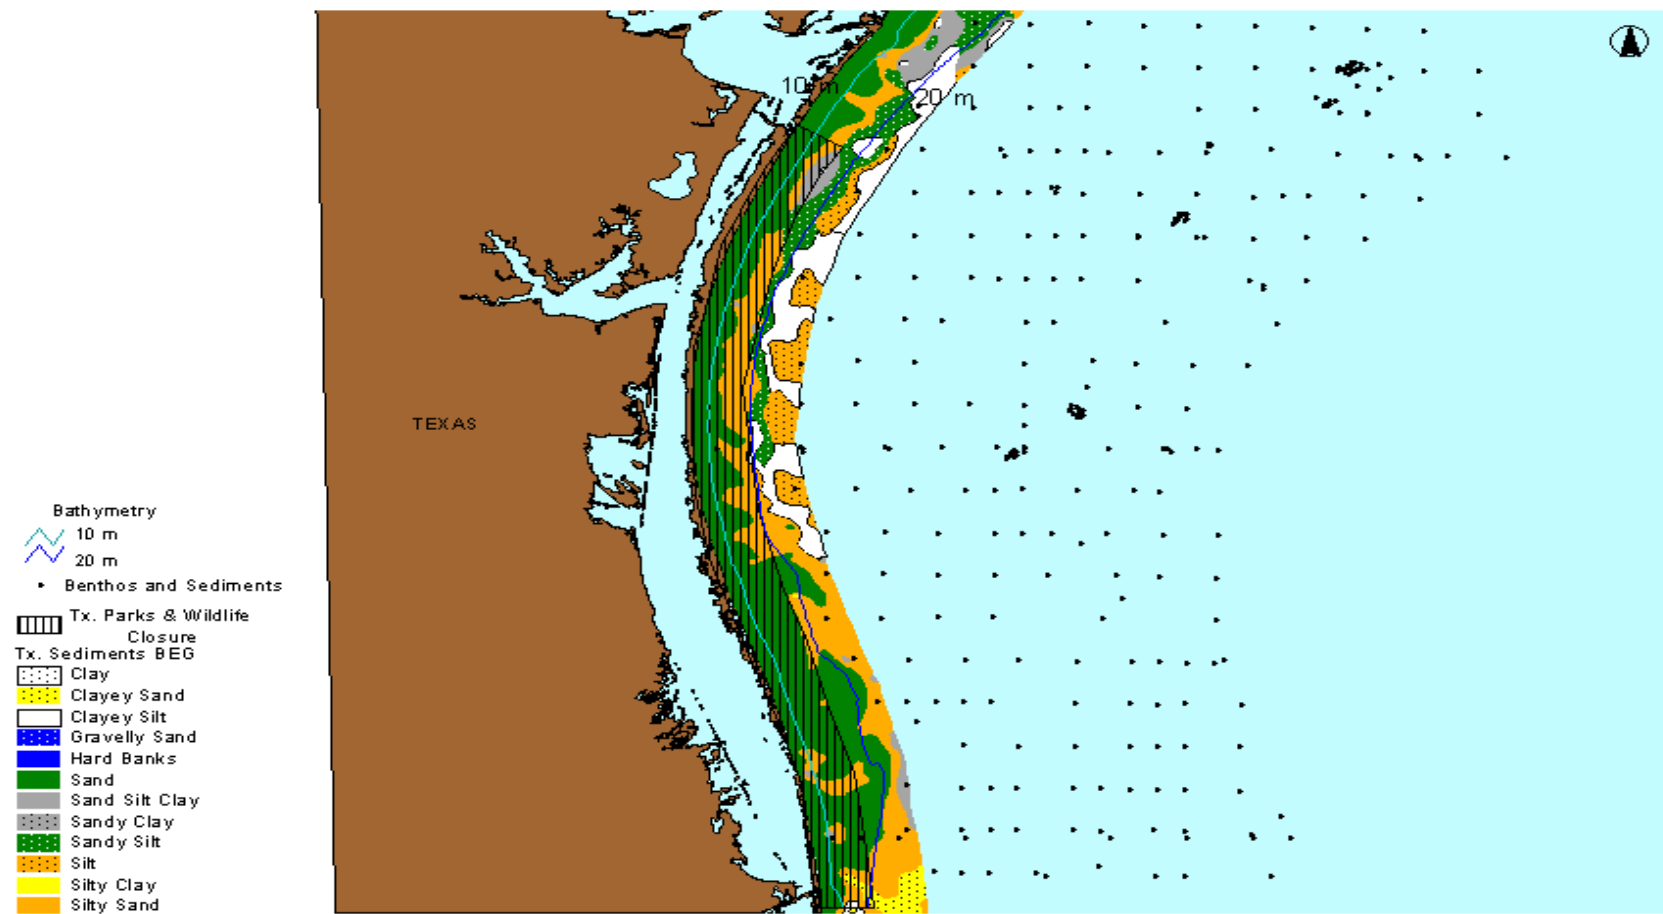 10 m
20 m
TEXAS
Bathymetry
10 m
20 m
Benthos and Sediments
Tx. Parks & Wildlife
Closure
Tx. Sediments BEG
Clay
Clayey Sand
Clayey Silt
Gravelly Sand
Hard Banks
Sand
Sand Silt Clay
Sandy Clay
Sandy Silt
Silt
Silty Clay
Silty Sand